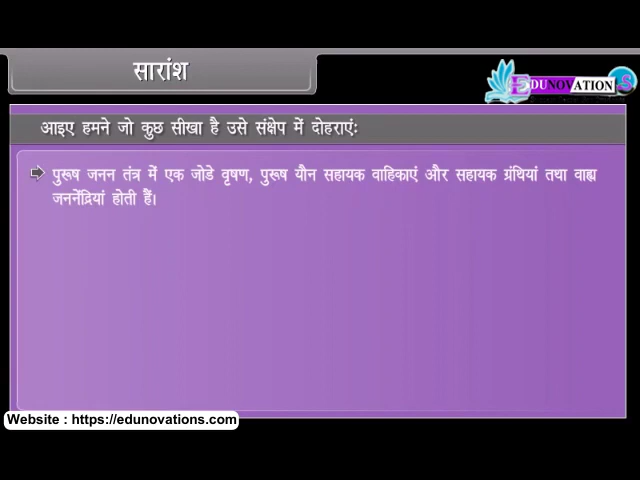 सारांश
EDUNOVATIONS
आइए हमने जो कुछ सीखा है उसे संक्षेप में दोहराएंः
पुरूष जनन तंत्र में एक जोडे वृषण, पुरूष यौन सहायक वाहिकाएं और सहायक ग्रंथियां तथा वाह्य
जननेंद्रियां होती हैं।
Website : https://edunovations.com/